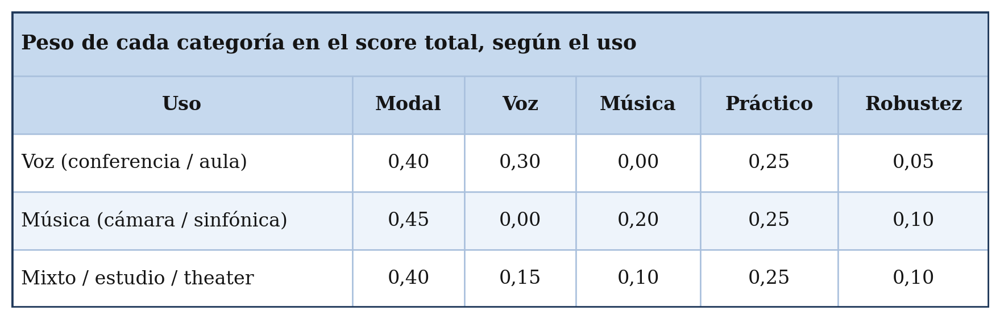 Peso de cada categoría en el score total, según el uso
Uso Modal Voz Música Práctico Robustez
Voz (conferencia / aula) 0,40 0,30 0,00 0,25 0,05
Música (cámara / sinfónica) 0,45 0,00 0,20 0,25 0,10
Mixto / estudio / theater 0,40 0,15 0,10 0,25 0,10